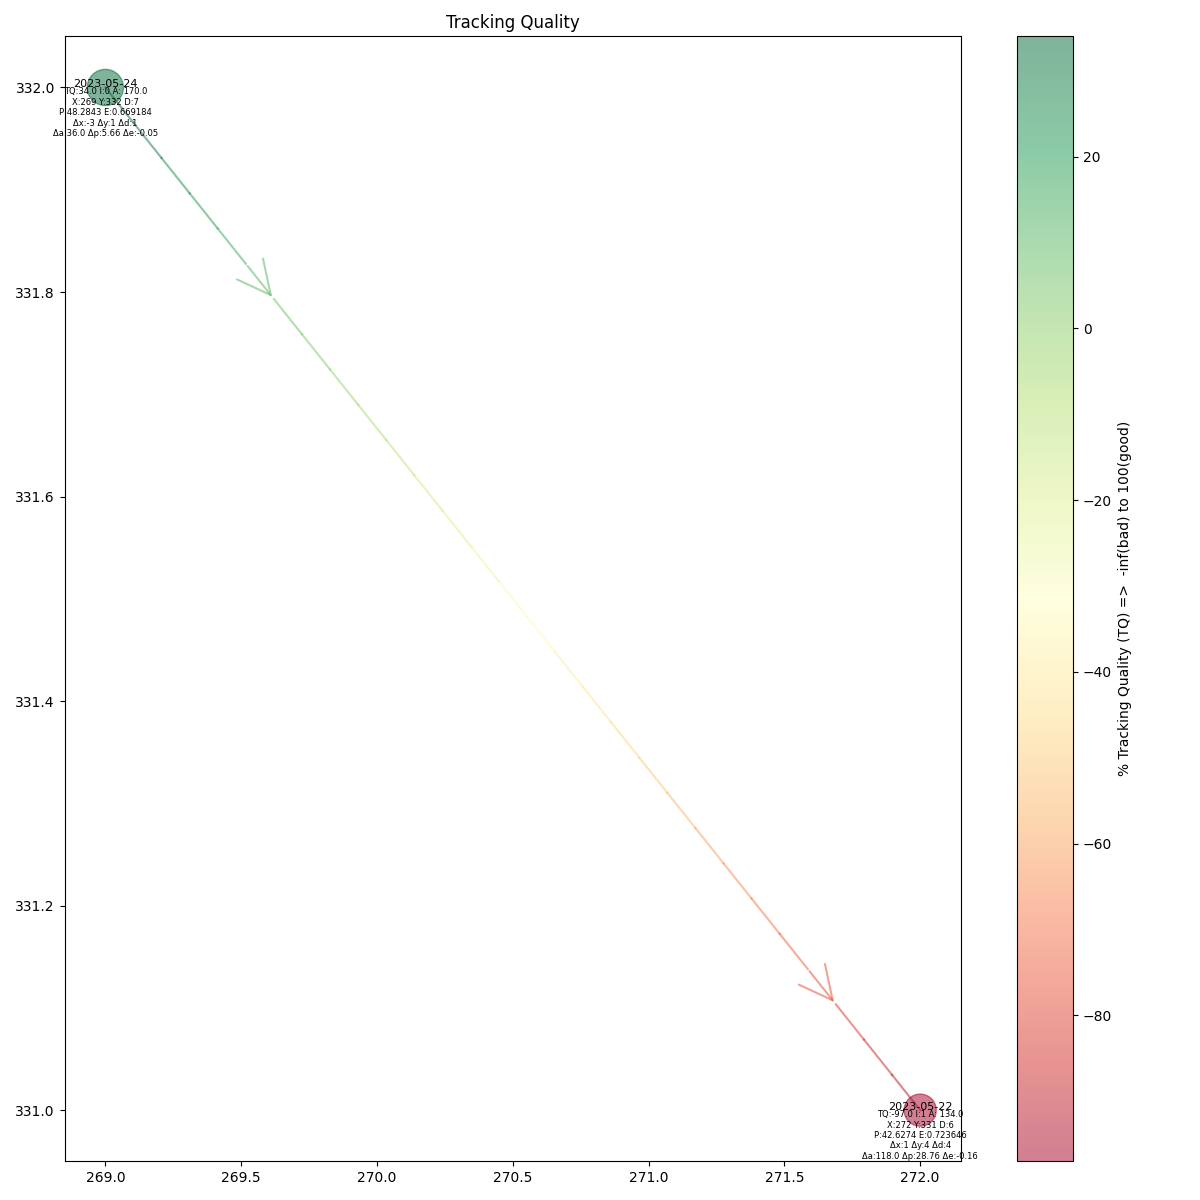 Tracking Quality
332.0
331.8
331.6
331.4
331.2
331.0
2023-05-24
TQ:34.0 I:0 A: 170.0
X:269 Y:332 D:7
P:48.2843 E:0.669184
Δx:-3 Δy:1 Δd:1
Δa:36.0 Δp:5.66 Δe:-0.05
2023-05-22
TQ:-97.0 I:1 A: 134.0
X:272 Y:331 D:6
P:42.6274 E:0.723646
Δx:1 Δy:4 Δd:4
Δa:118.0 Δp:28.76 Δe:-0.16
269.0 269.5 270.0 270.5 271.0 271.5 272.0
20
0
−20
−40
−60
−80
% Tracking Quality (TQ) => -inf(bad) to 100(good)